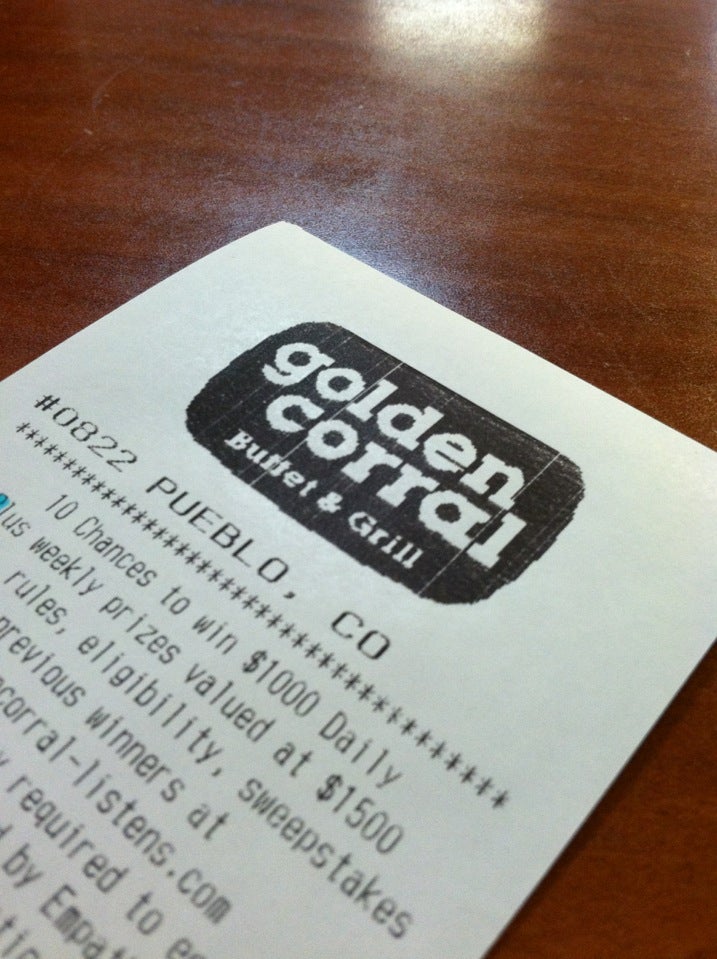 golden
corral
Buffet & Grill
#0822 PUEBLO, CO
***********************************
10 Chances to win $1000 Daily
lus weekly prizes valued at $1500
rules, eligibility, sweepstakes
previous winners at
corral-listens.com
required to
by